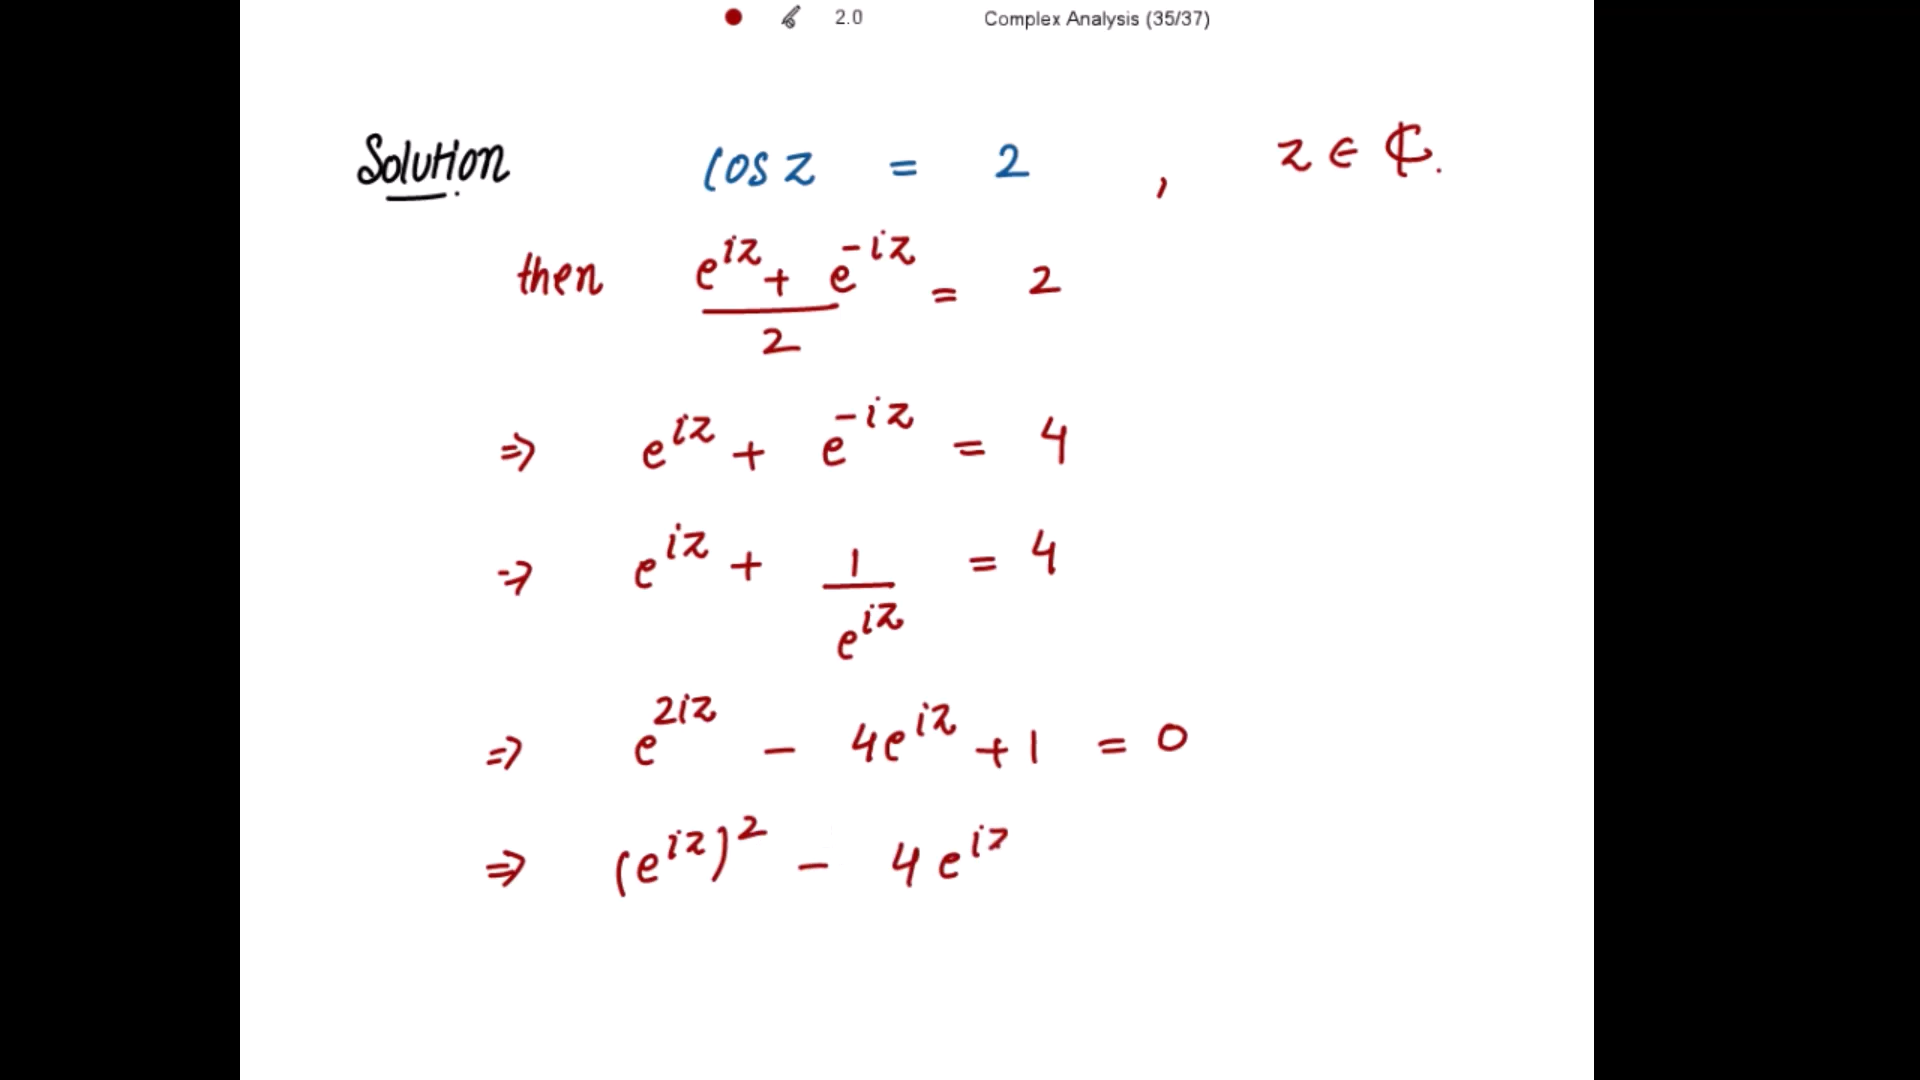 2.0 Complex Analysis (35/37)
Solution cos z = 2 , z ∈ ℂ.
then (e^{iz} + e^{-iz})/2 = 2
⇒ e^{iz} + e^{-iz} = 4
⇒ e^{iz} + 1/e^{iz} = 4
⇒ e^{2iz} - 4e^{iz} + 1 = 0
⇒ (e^{iz})^2 - 4e^{iz}